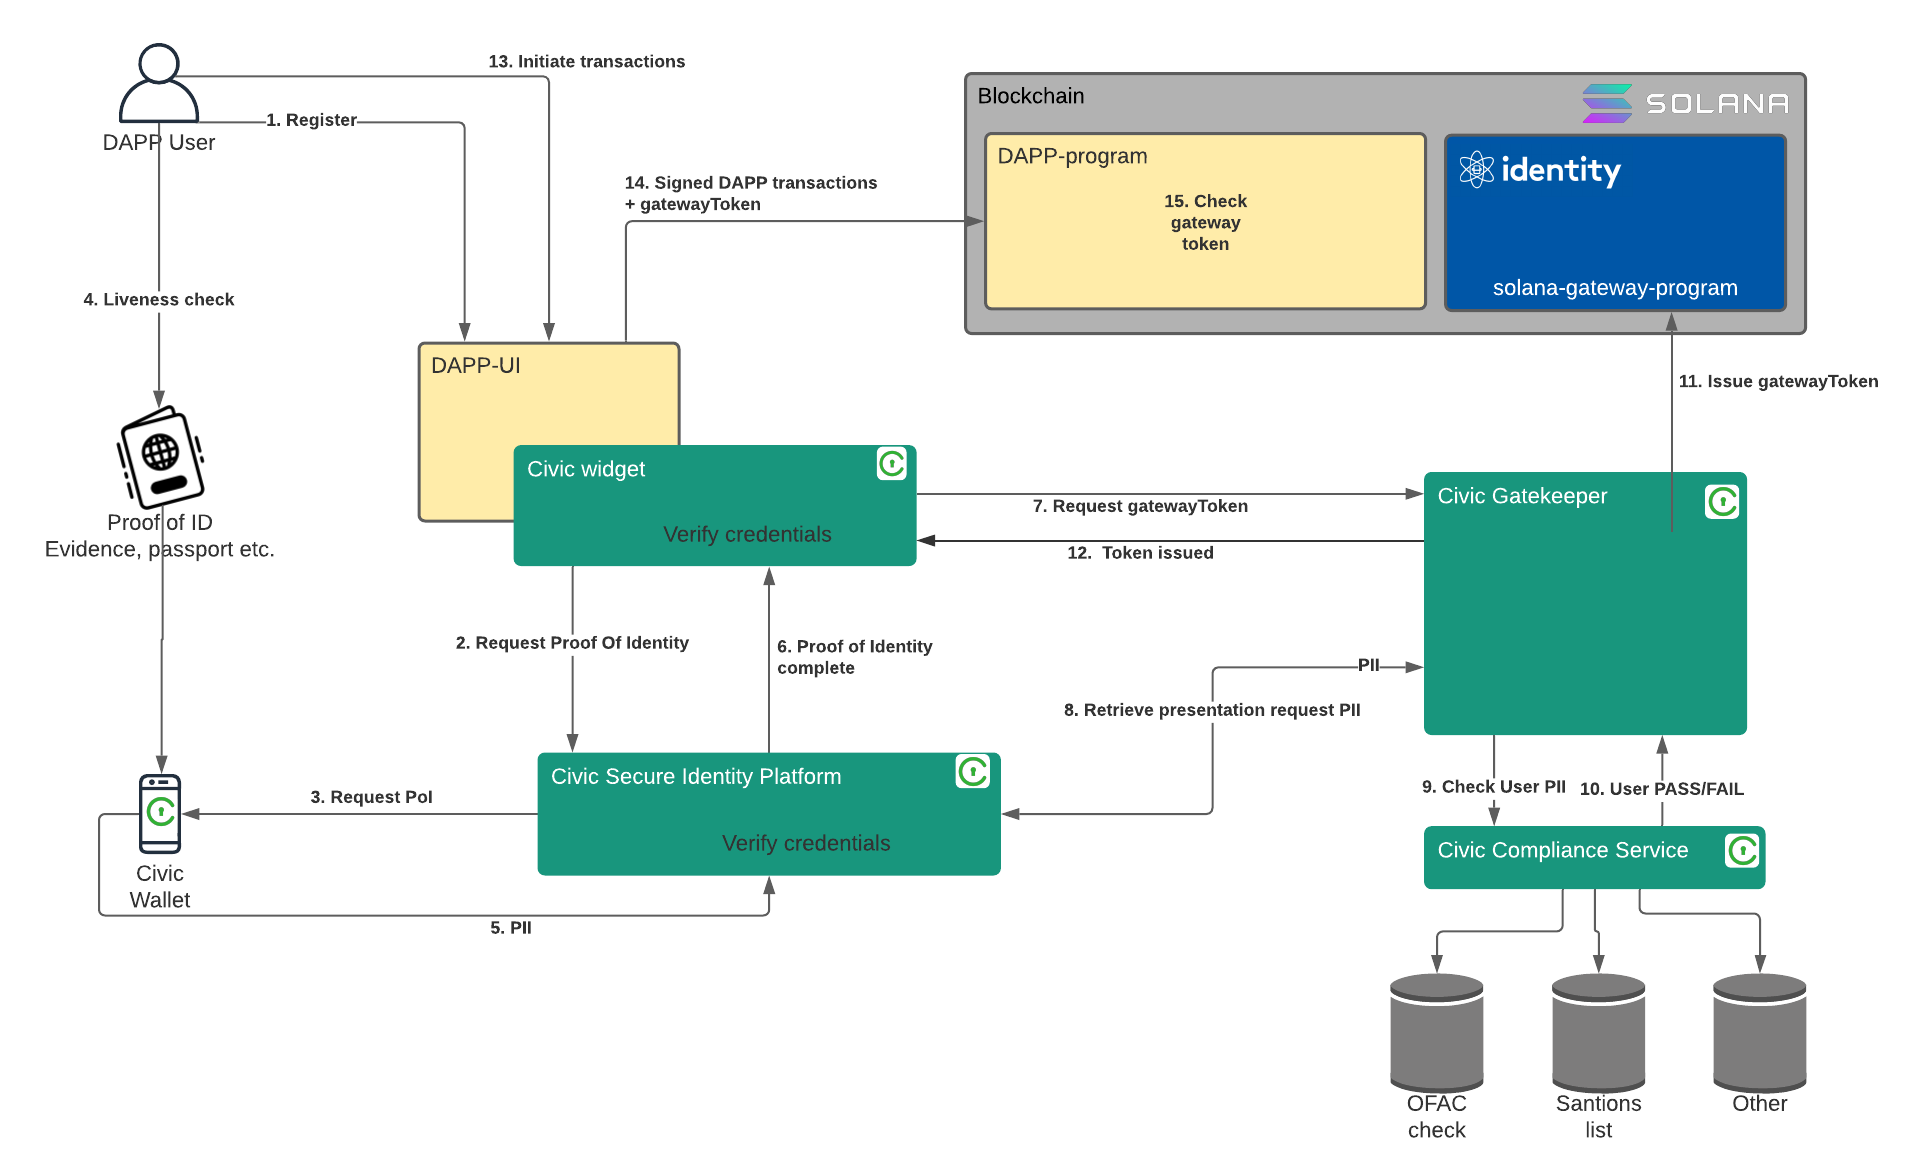 13. Initiate transactions
Blockchain
SOLANA
1. Register
DAPP User
DAPP-program
identity
14. Signed DAPP transactions
+ gatewayToken
15. Check
gateway
token
solana-gateway-program
4. Liveness check
DAPP-UI
11. Issue gatewayToken
Civic widget
Verify credentials
7. Request gatewayToken
Civic Gatekeeper
12. Token issued
Proof of ID
Evidence, passport etc.
2. Request Proof Of Identity
6. Proof of Identity
complete
PII
8. Retrieve presentation request PII
Civic Secure Identity Platform
Verify credentials
3. Request PoI
9. Check User PII
10. User PASS/FAIL
Civic Compliance Service
Civic
Wallet
5. PII
OFAC
check
Santions
list
Other